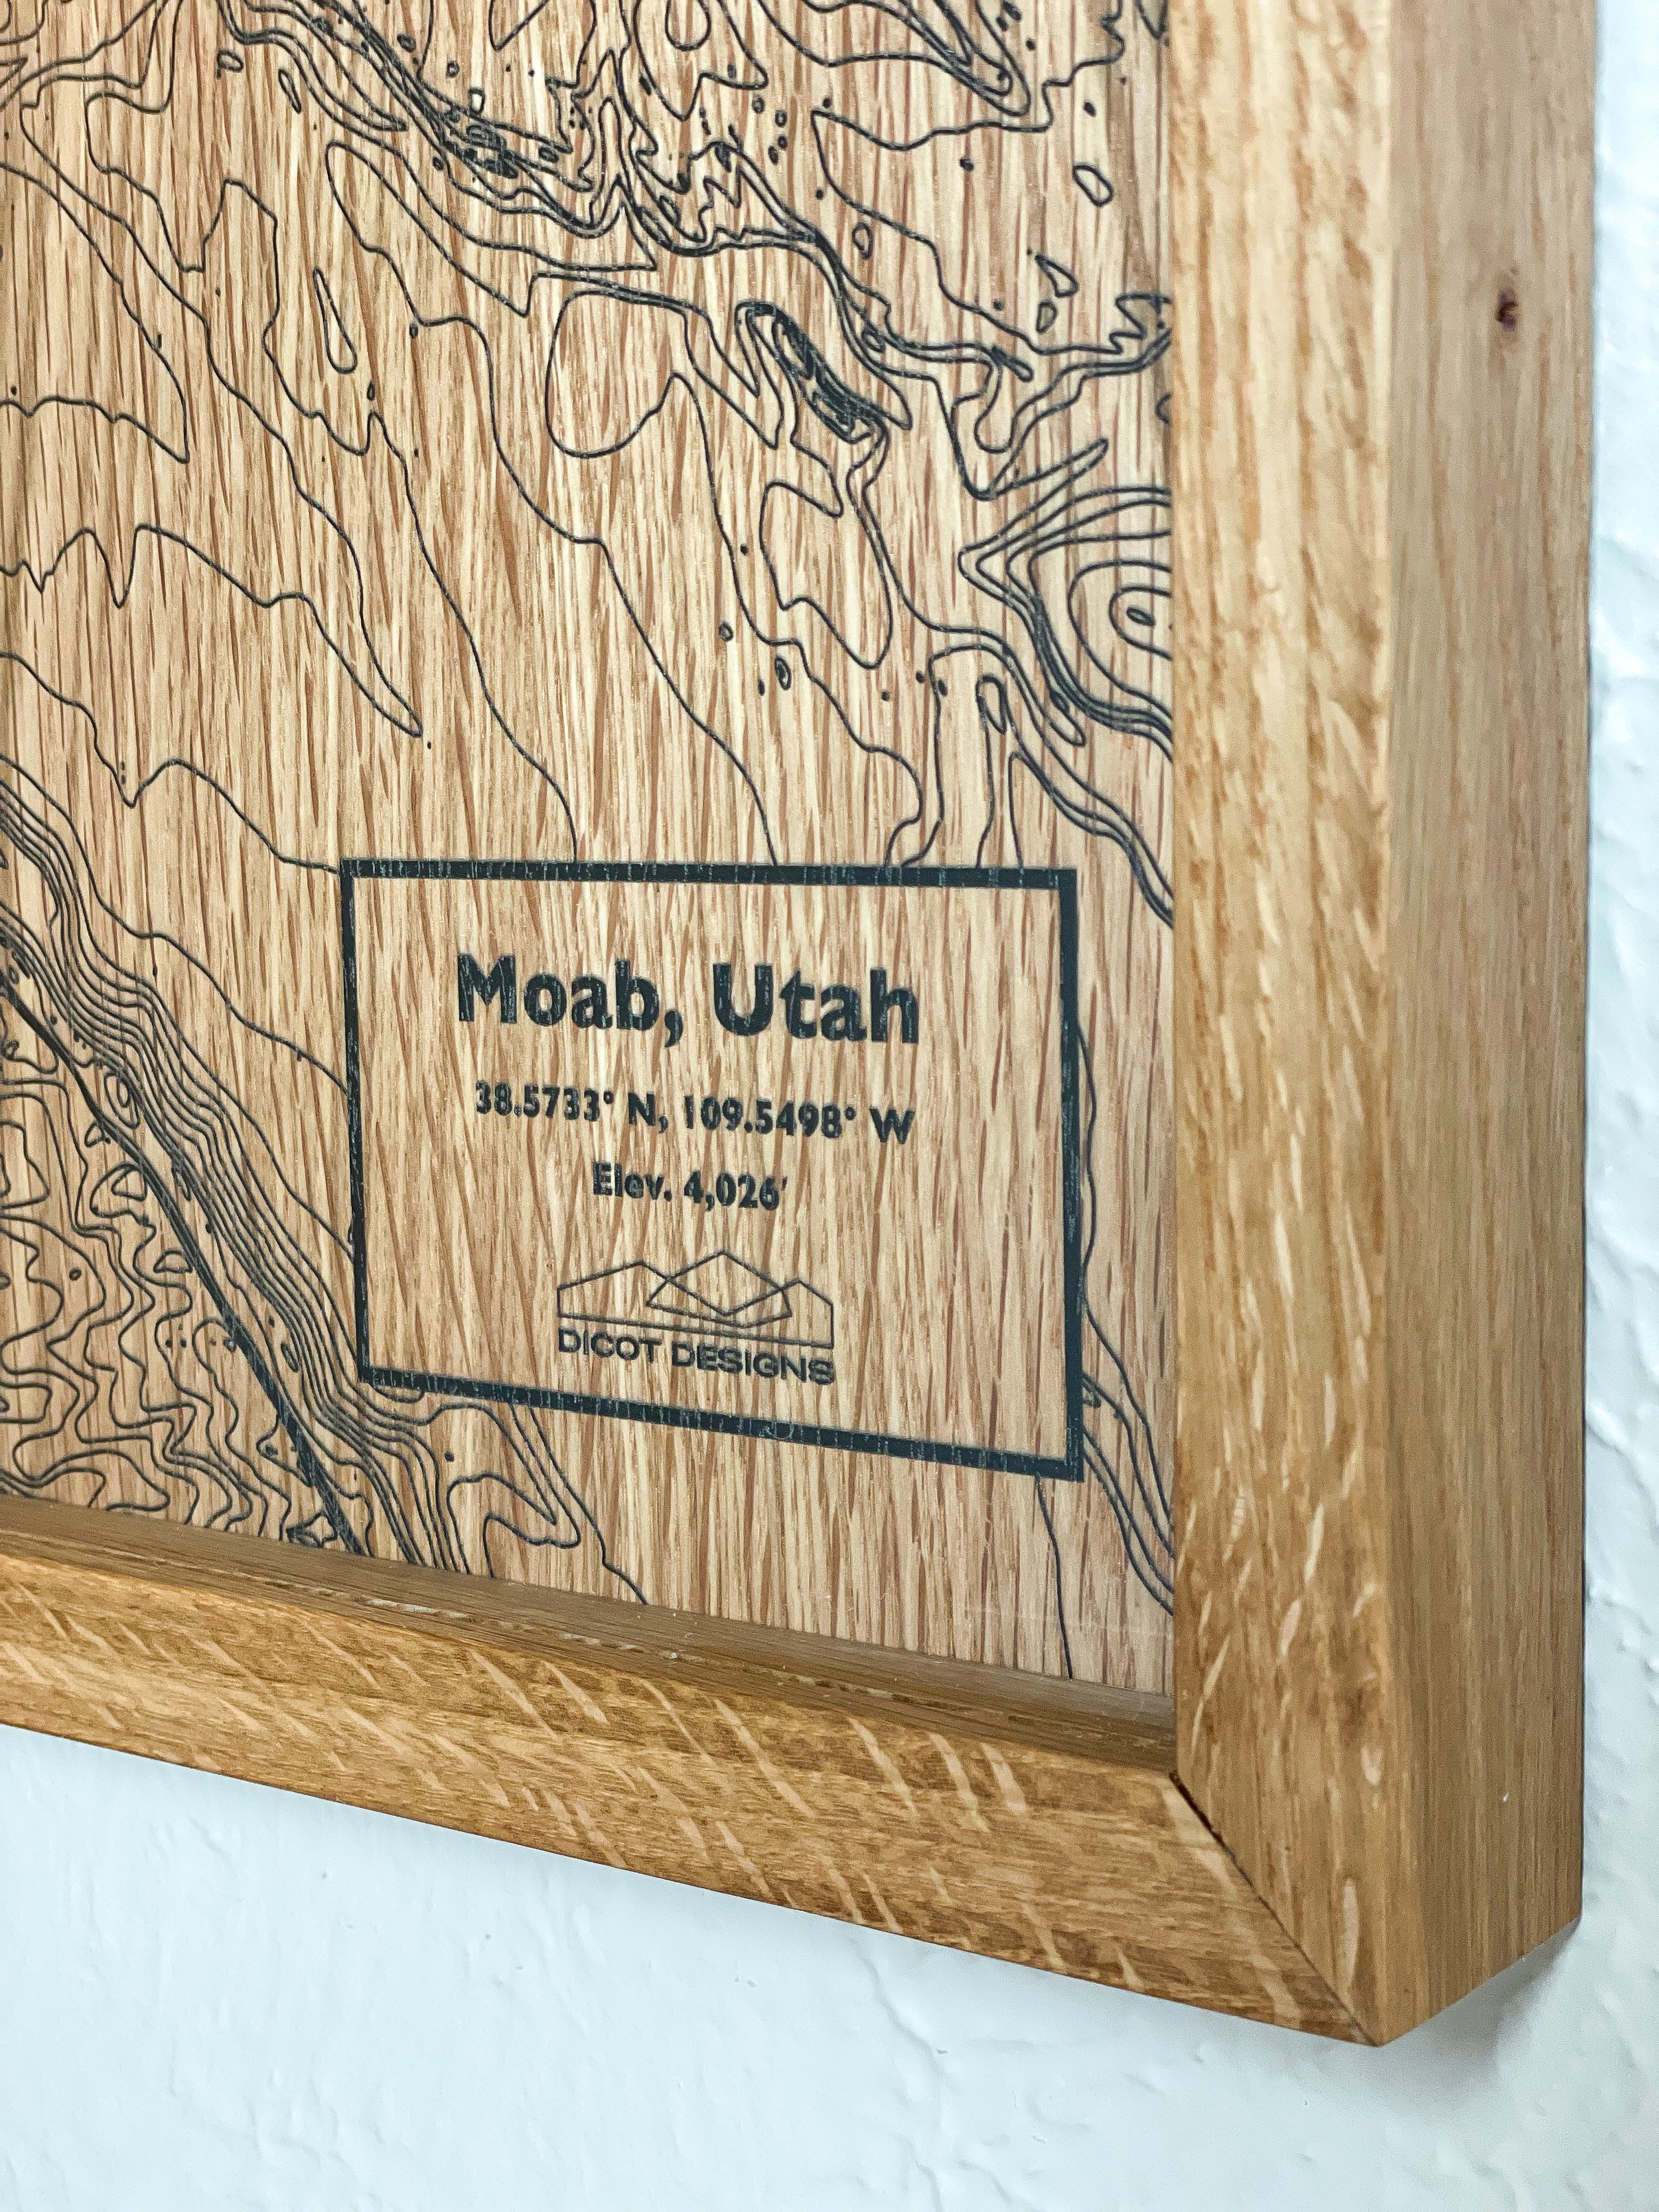 Moab, Utah
38.5733° N, 109.5498° W
Elev. 4,026'
DICOT DESIGNS